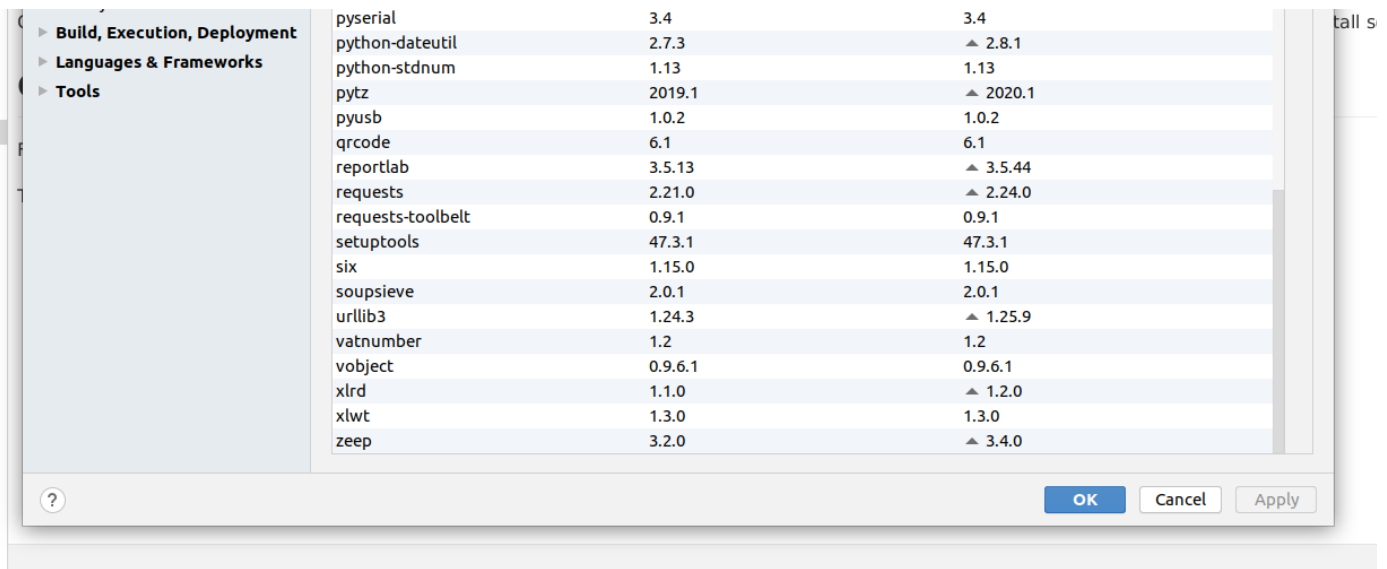 Build, Execution, Deployment
Languages & Frameworks
Tools
pyserial 3.4 3.4
python-dateutil 2.7.3 2.8.1
python-stdnum 1.13 1.13
pytz 2019.1 2020.1
pyusb 1.0.2 1.0.2
qrcode 6.1 6.1
reportlab 3.5.13 3.5.44
requests 2.21.0 2.24.0
requests-toolbelt 0.9.1 0.9.1
setuptools 47.3.1 47.3.1
six 1.15.0 1.15.0
soupsieve 2.0.1 2.0.1
urllib3 1.24.3 1.25.9
vatnumber 1.2 1.2
vobject 0.9.6.1 0.9.6.1
xlrd 1.1.0 1.2.0
xlwt 1.3.0 1.3.0
zeep 3.2.0 3.4.0
? OK Cancel Apply